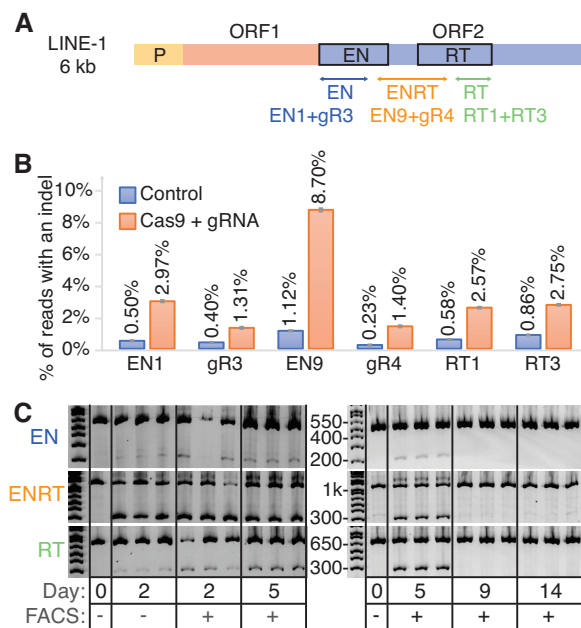 A
LINE-1
6 kb
ORF1
ORF2
P
EN
RT
EN
ENRT
RT
EN1+gR3
EN9+gR4
RT1+RT3
B
% of reads with an indel
10%
8%
6%
4%
2%
0%
Control
Cas9 + gRNA
0.50%
2.97%
0.40%
1.31%
1.12%
8.70%
0.23%
1.40%
0.58%
2.57%
0.86%
2.75%
EN1 gR3 EN9 gR4 RT1 RT3
C
EN
550
400
200
ENRT
1k
300
RT
650
300
Day: 0 2 2 5 0 5 9 14
FACS: - - + + - + + +